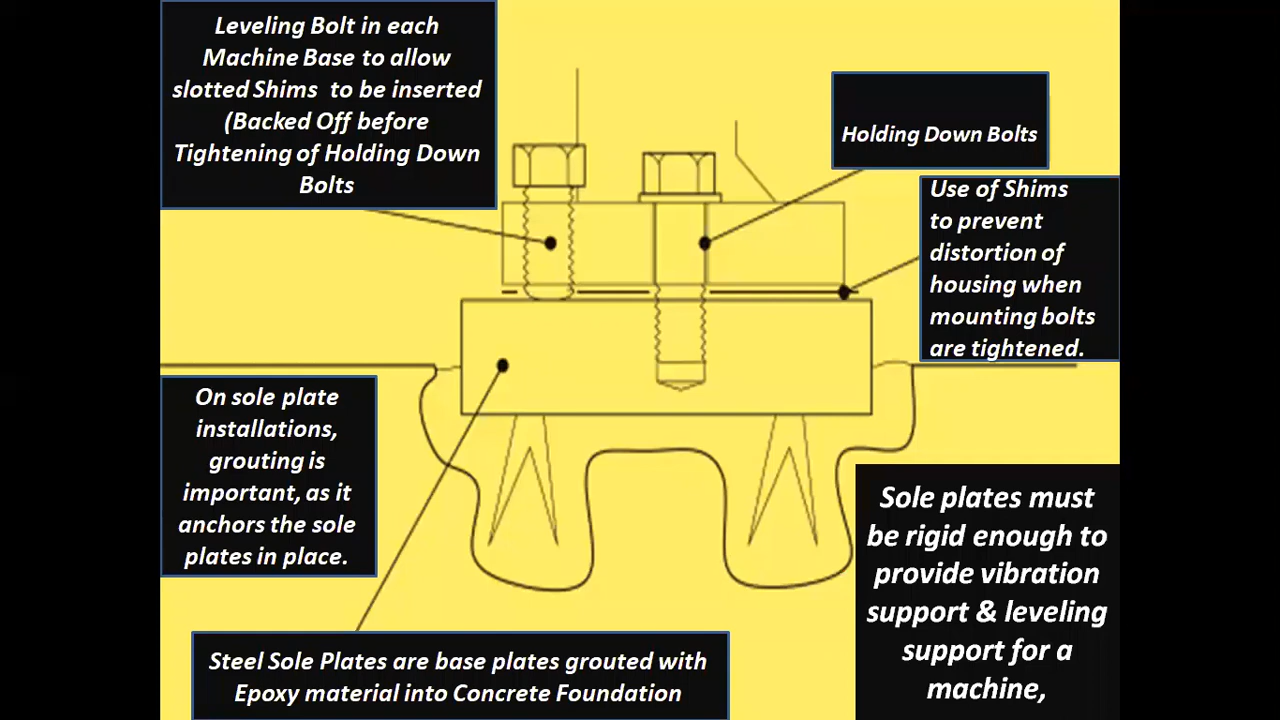 Leveling Bolt in each
Machine Base to allow
slotted Shims to be inserted
(Backed Off before
Tightening of Holding Down
Bolts
Holding Down Bolts
Use of Shims
to prevent
distortion of
housing when
mounting bolts
are tightened.
On sole plate
installations,
grouting is
important, as it
anchors the sole
plates in place.
Sole plates must
be rigid enough to
provide vibration
support & leveling
support for a
machine,
Steel Sole Plates are base plates grouted with
Epoxy material into Concrete Foundation